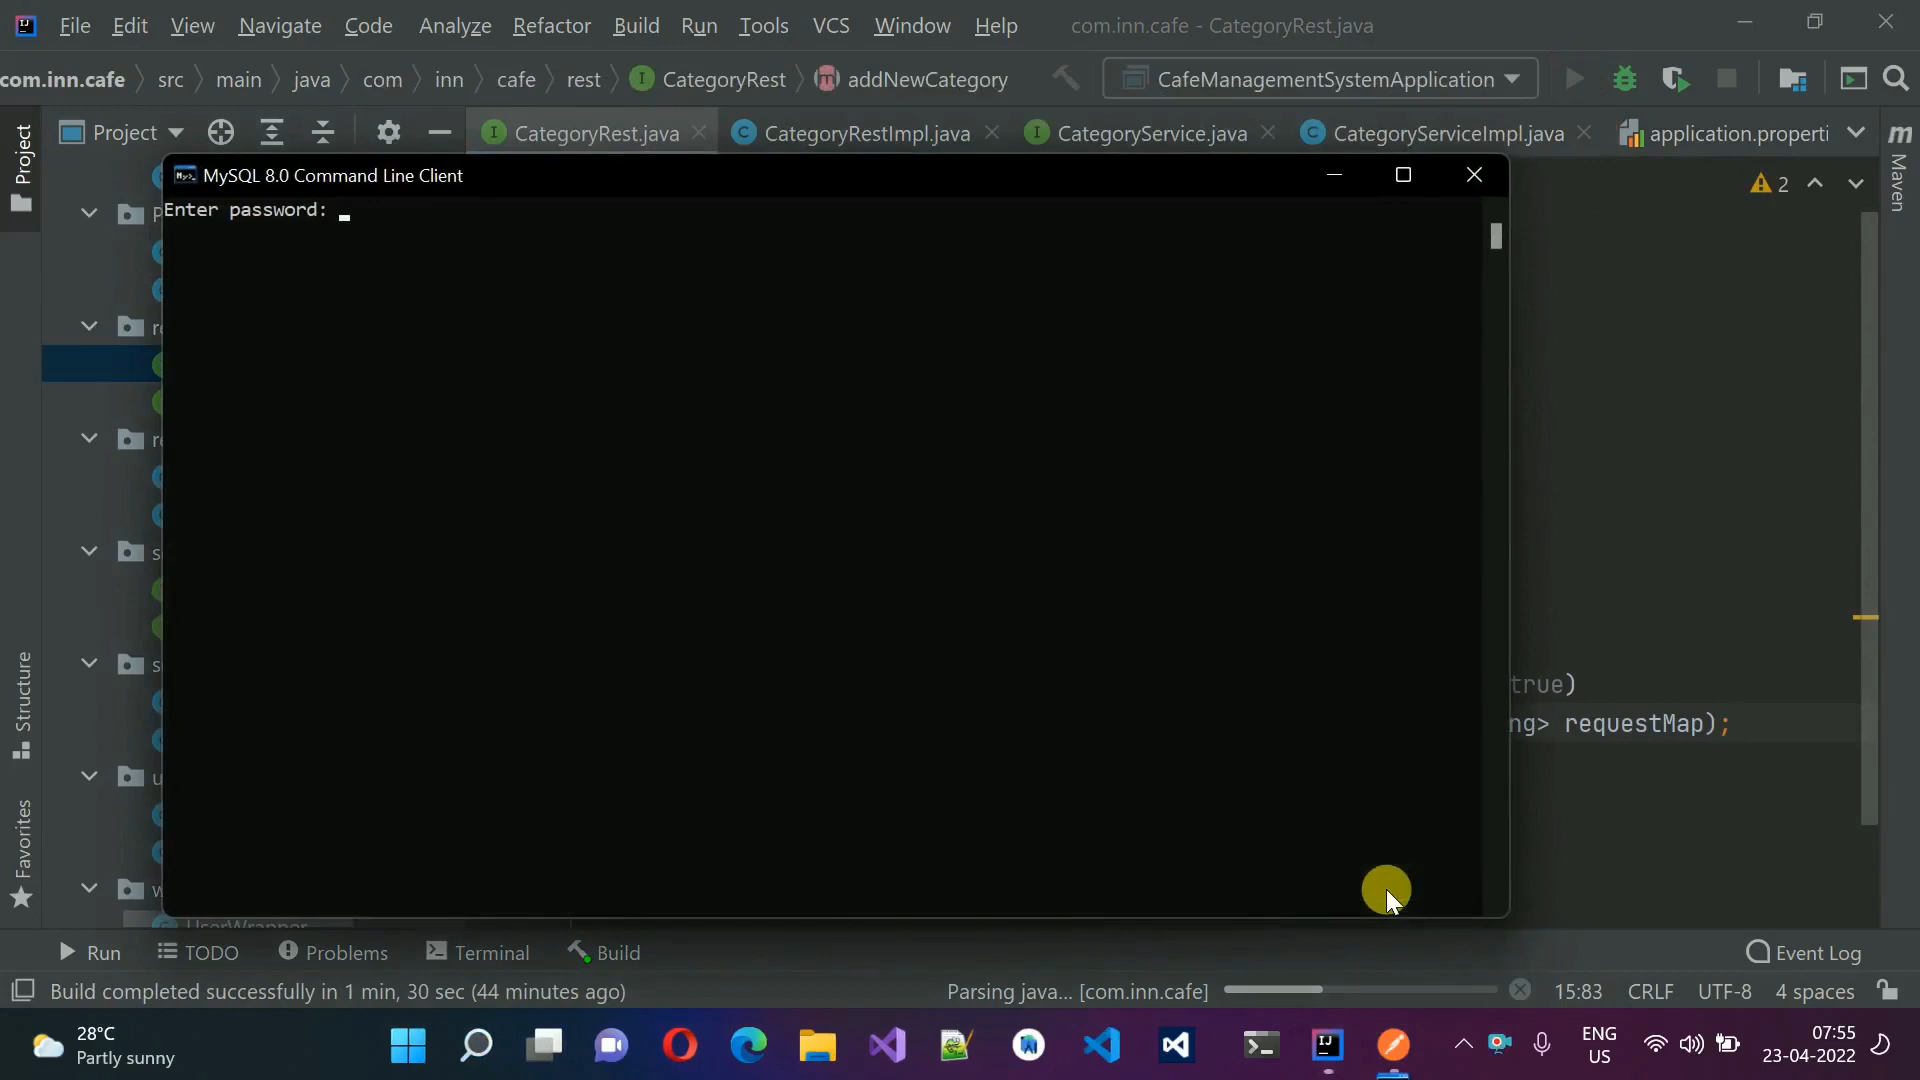 File Edit View Navigate Code Analyze Refactor Build Run Tools VCS Window Help com.inn.cafe - CategoryRest.java
com.inn.cafe src main java com inn cafe rest CategoryRest addNewCategory CafeManagementSystemApplication
Project CategoryRest.java CategoryRestImpl.java CategoryService.java CategoryServiceImpl.java application.properti
Project
Maven
MySQL 8.0 Command Line Client
2
Enter password:
true)
ng> requestMap);
Structure
Favorites
UserWrapper
Run TODO Problems Terminal Build Event Log
Build completed successfully in 1 min, 30 sec (44 minutes ago) Parsing java... [com.inn.cafe] 15:83 CRLF UTF-8 4 spaces
28°C
Partly sunny
ENG
US
07:55
23-04-2022